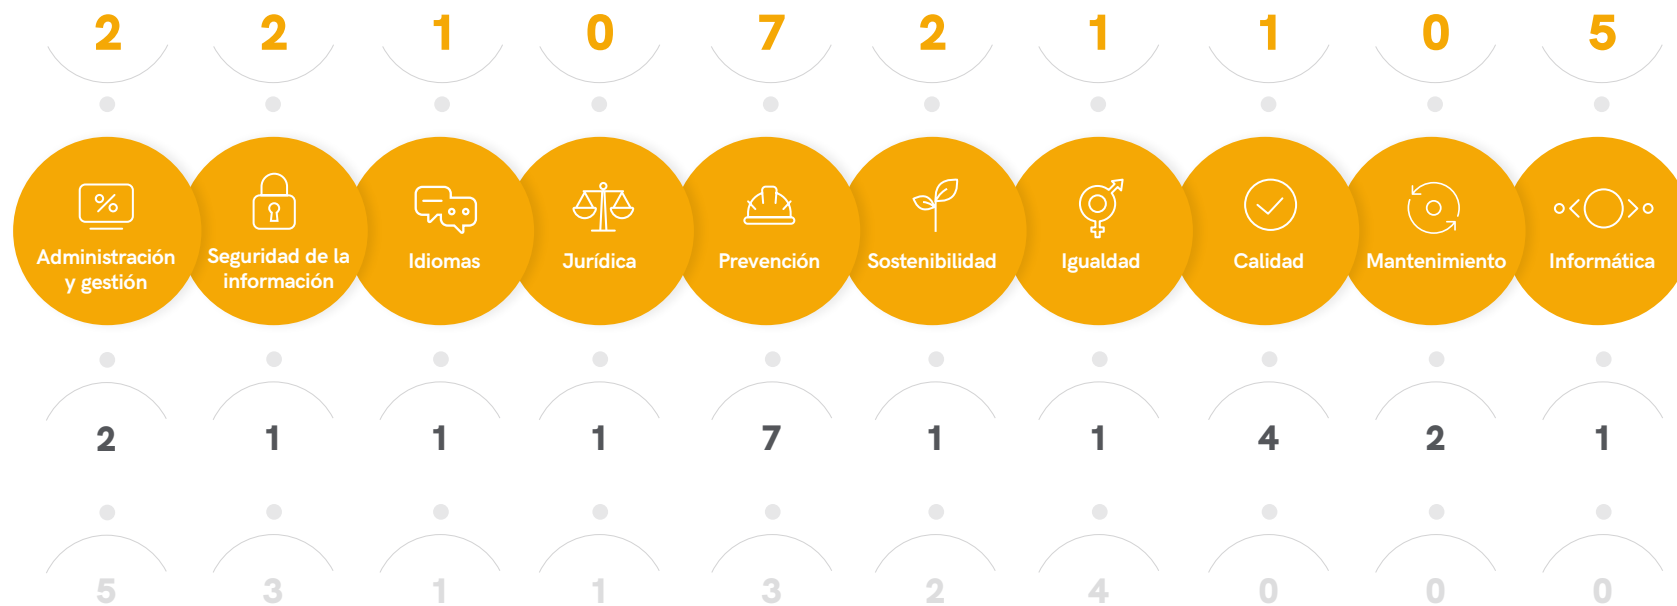 2 2 1 0 7 2 1 1 0 5
%
Administración
y gestión
Seguridad de la
información
Idiomas
Jurídica
Prevención
Sostenibilidad
Igualdad
Calidad
Mantenimiento
Informática
2 1 1 1 7 1 1 4 2 1
5 3 1 1 3 2 4 0 0 0